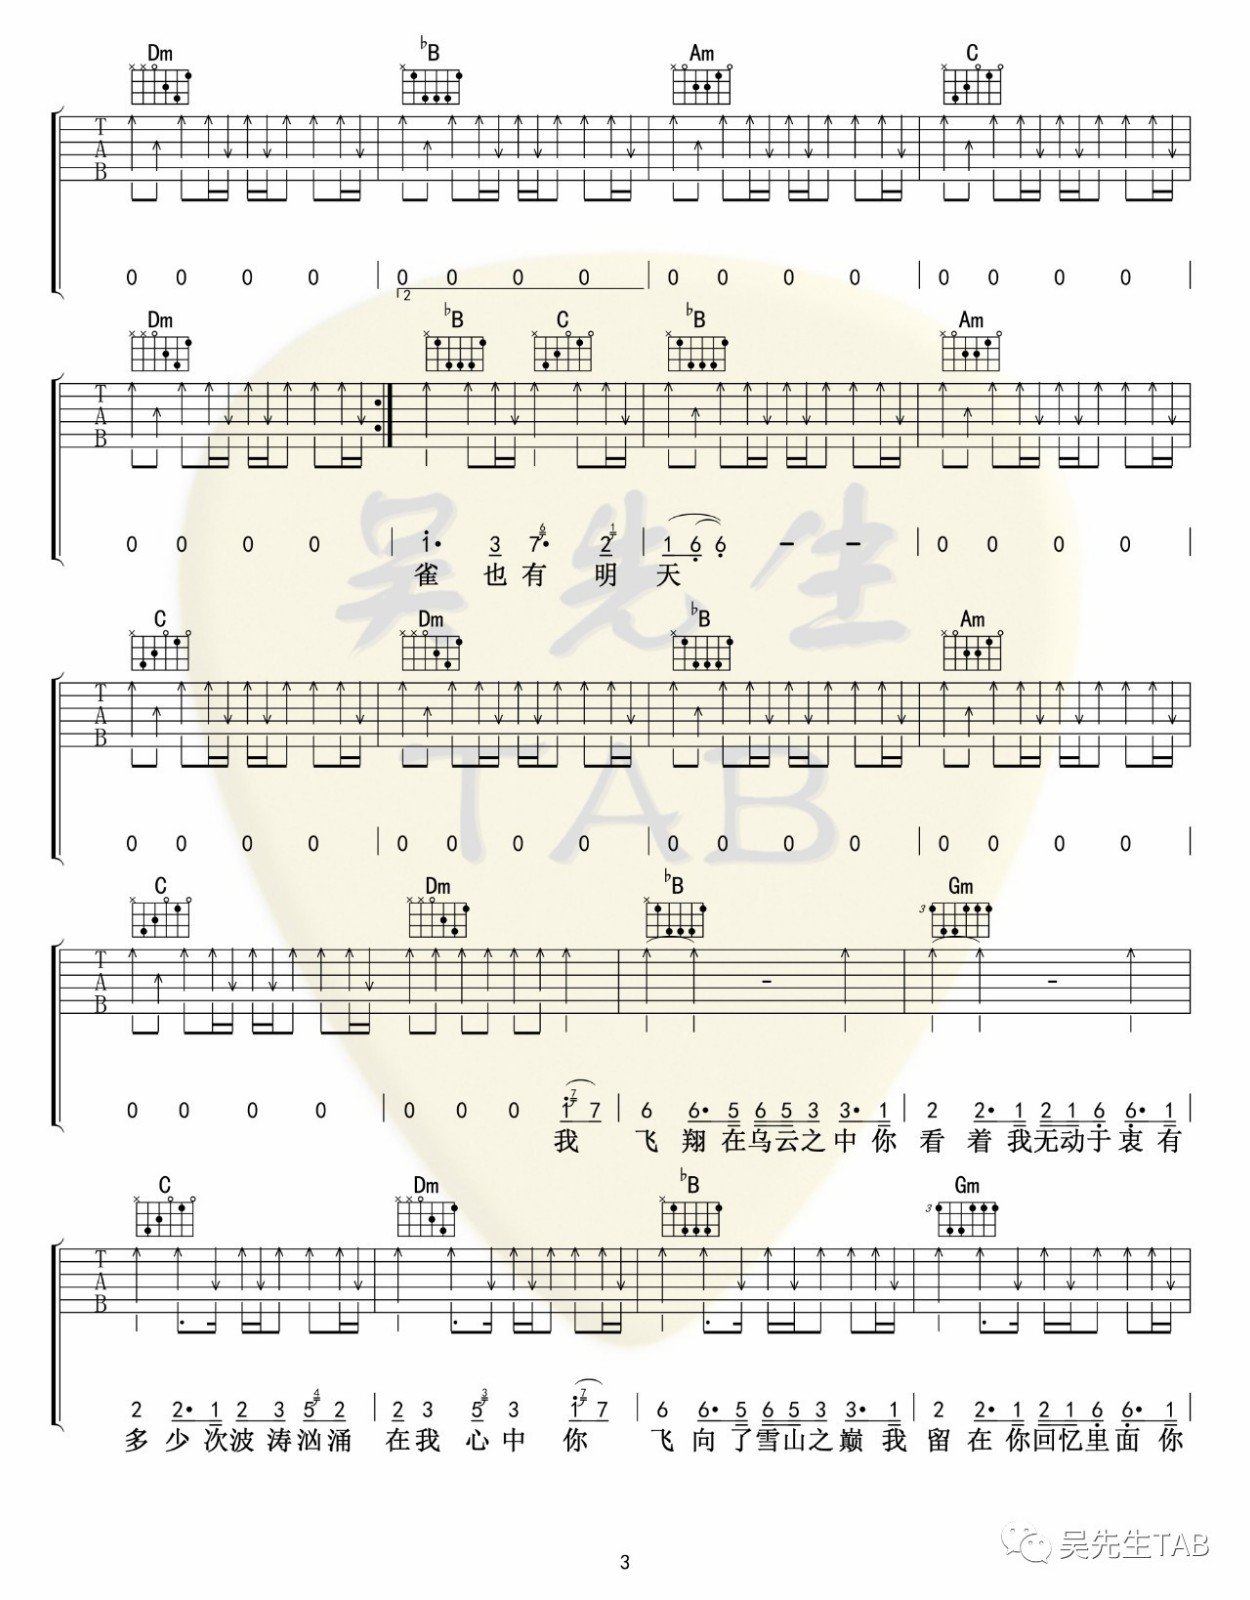 Dm ♭B Am C
T A B
0 0 0 0 | 0 0 0 0 | 0 0 0 0 | 0 0 0 0
2
Dm ♭B C ♭B Am
T A B
0 0 0 0 | 1• 3 7• 6 2 1 | 1 6 6 - - | 0 0 0 0
雀 也 有 明 天
C Dm ♭B Am
T A B
0 0 0 0 | 0 0 0 0 | 0 0 0 0 | 0 0 0 0
C Dm ♭B Gm
3
T A B
0 0 0 0 | 0 0 0 1 7 7 | 6 6• 5 6 5 3 3• 1 | 2 2• 1 2 1 6 6• 1
我 飞 翔 在 乌 云 之 中 你 看 着 我 无 动 于 衷 有
C Dm ♭B Gm
3
T A B
2 2• 1 2 3 5 4 2 | 2 3 5 3 3 1 7 7 | 6 6• 5 6 5 3 3• 1 | 2 2• 1 2 1 6 6• 1
多 少 次 波 涛 汹 涌 在 我 心 中 你 飞 向 了 雪 山 之 巅 我 留 在 你 回 忆 里 面 你
吴先生
TAB
吴先生TAB
3